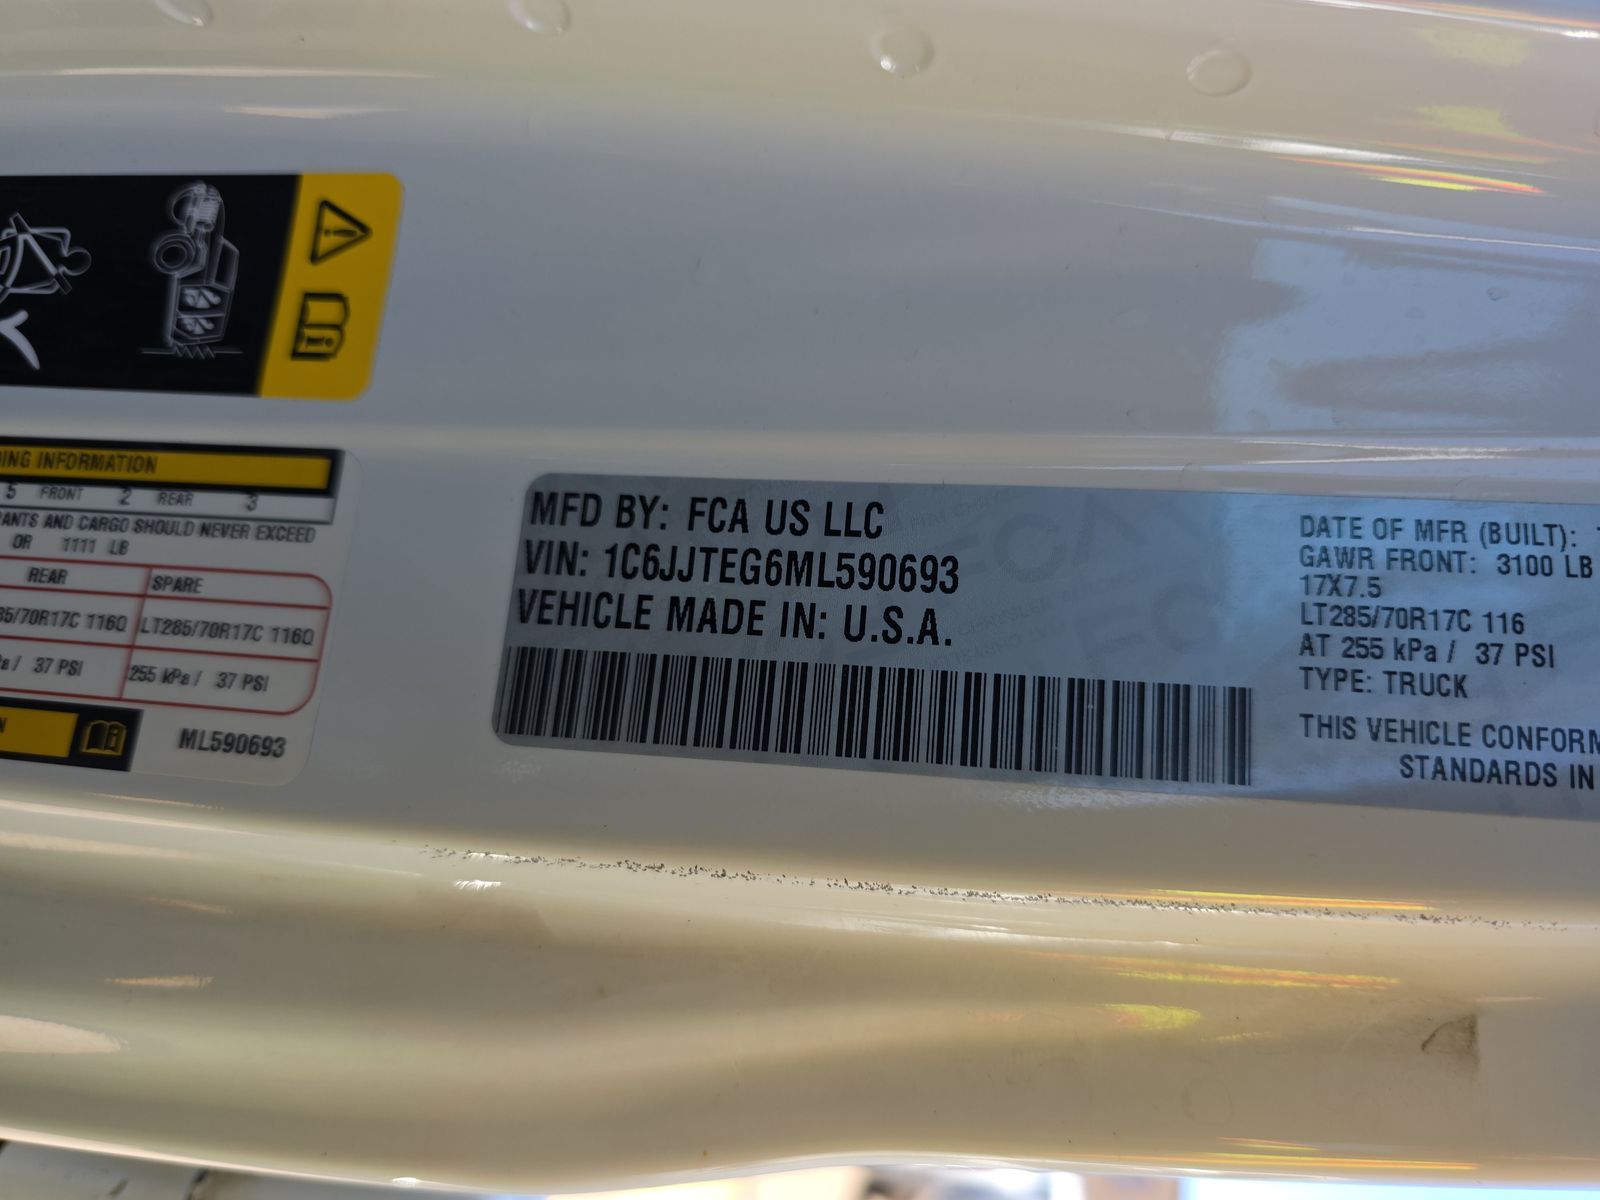 ING INFORMATION
5 FRONT 2 REAR 3
ANTS AND CARGO SHOULD NEVER EXCEED
OR 1111 LB
REAR SPARE
85/70R17C 116Q LT285/70R17C 116Q
/ 37 PSI 255 kPa / 37 PSI
ML590693
MFD BY: FCA US LLC
VIN: 1C6JJTEG6ML590693
VEHICLE MADE IN: U.S.A.
DATE OF MFR (BUILT):
GAWR FRONT: 3100 LB
17X7.5
LT285/70R17C 116
AT 255 kPa / 37 PSI
TYPE: TRUCK
THIS VEHICLE CONFORM
STANDARDS IN